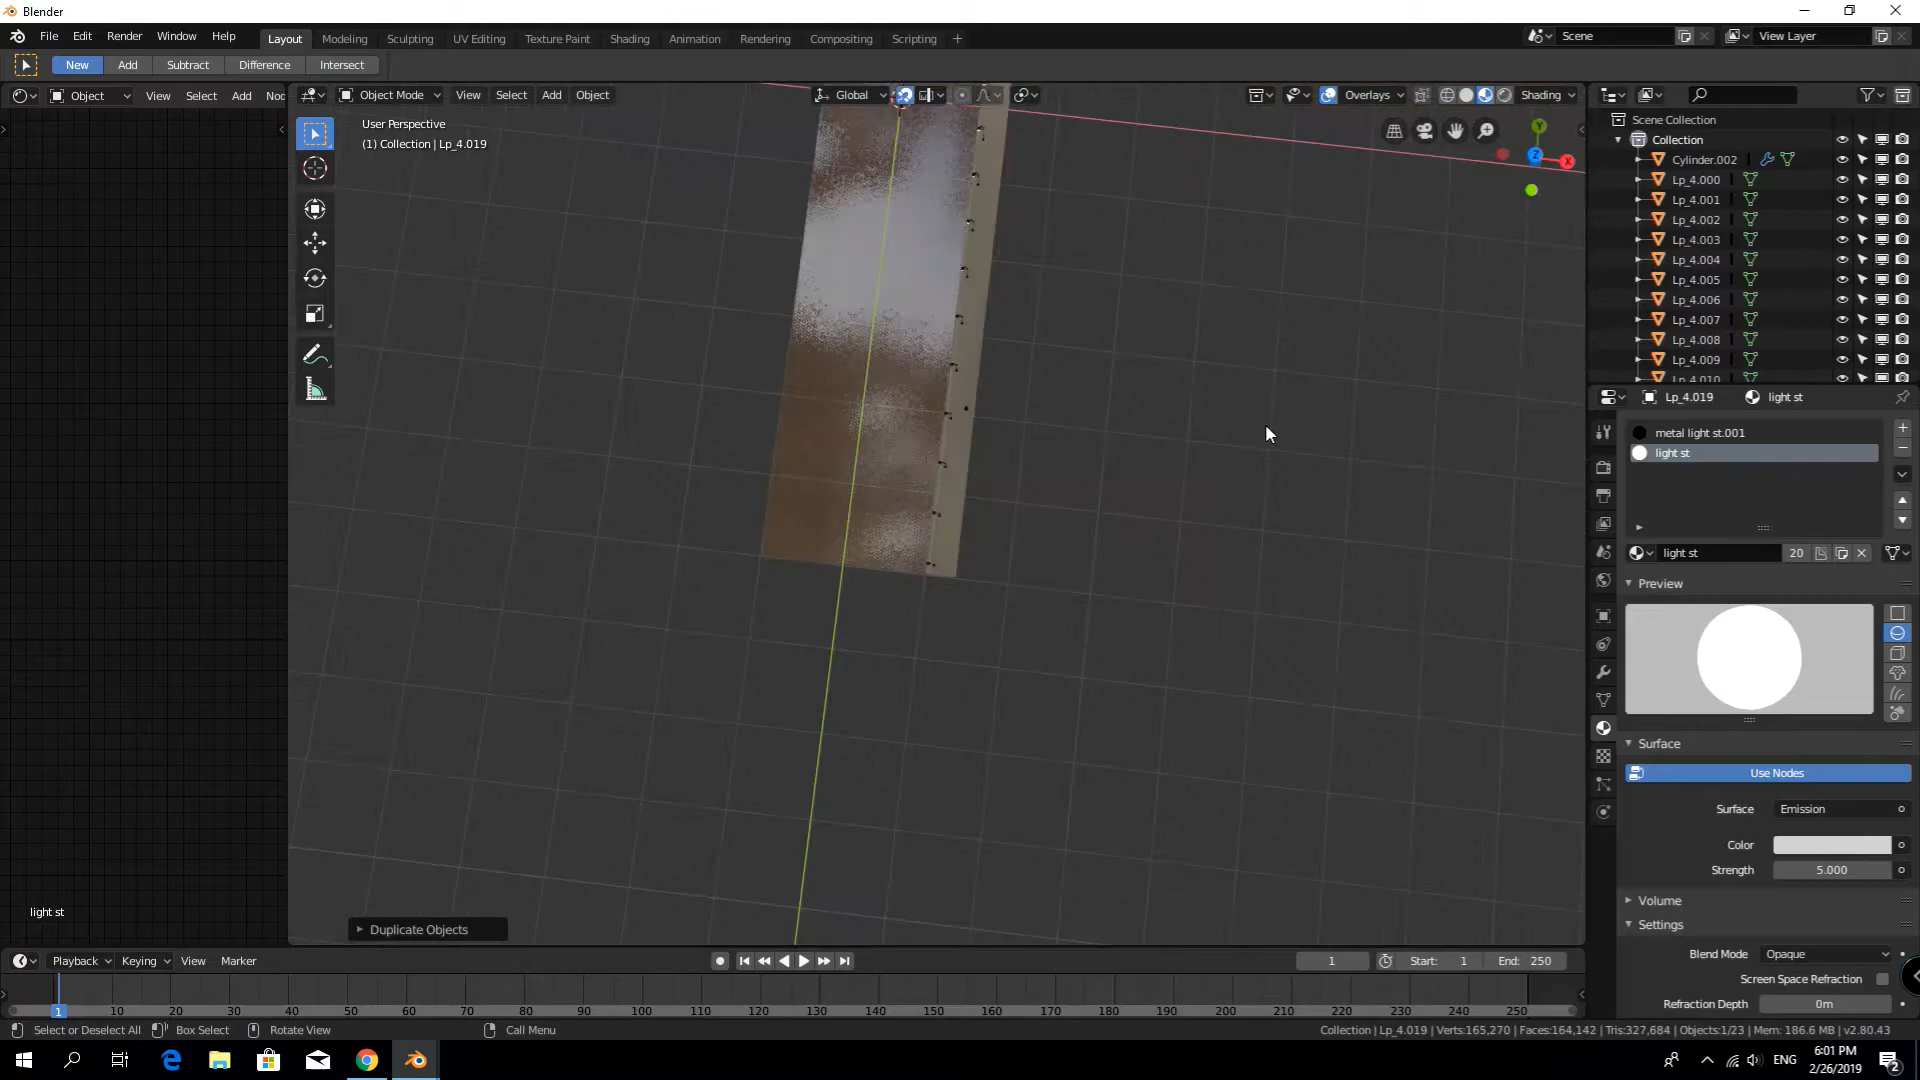 Blender
File Edit Render Window Help Layout Modeling Sculpting UV Editing Texture Paint Shading Animation Rendering Compositing Scripting + Scene View Layer
New Add Subtract Difference Intersect
Object View Select Add Nod Object Mode View Select Add Object Global Overlays Shading
User Perspective
(1) Collection | Lp_4.019
Y
Z X
Scene Collection
Collection
Cylinder.002
Lp_4.000
Lp_4.001
Lp_4.002
Lp_4.003
Lp_4.004
Lp_4.005
Lp_4.006
Lp_4.007
Lp_4.008
Lp_4.009
Lp_4.010
Lp_4.019 light st
metal light st.001
light st
light st 20
Preview
Surface
Use Nodes
Surface Emission
Color
Strength 5.000
Volume
Settings
Blend Mode Opaque
Screen Space Refraction
Refraction Depth 0m
light st
Duplicate Objects
Playback Keying View Marker 1 Start: 1 End: 250
1 10 20 30 40 50 60 70 80 90 100 110 120 130 140 150 160 170 180 190 200 210 220 230 240 250
Select or Deselect All Box Select Rotate View Call Menu Collection | Lp_4.019 | Verts:165,270 | Faces:164,142 | Tris:327,684 | Objects:1/23 | Mem: 186.6 MB | v2.80.43
ENG 6:01 PM
2/26/2019 2